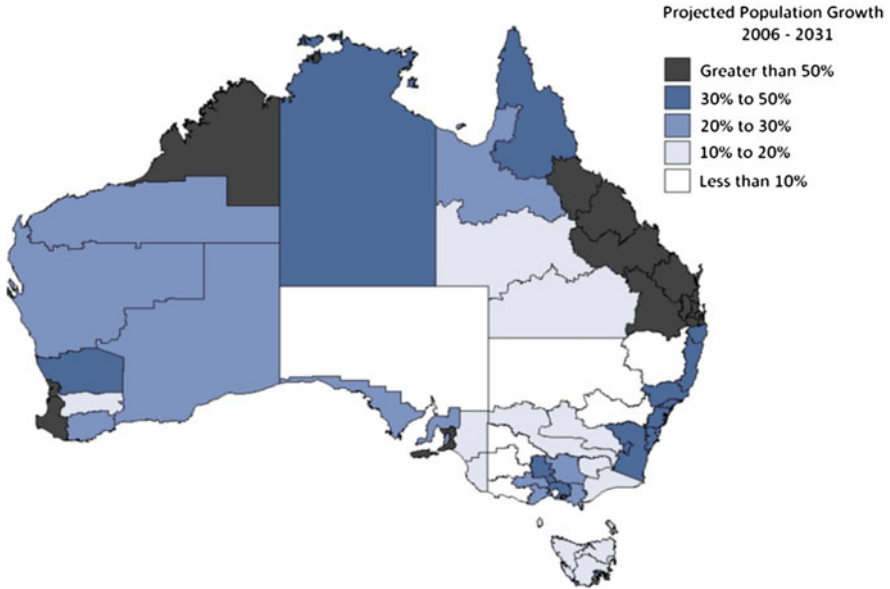 Projected Population Growth
2006 - 2031
Greater than 50%
30% to 50%
20% to 30%
10% to 20%
Less than 10%